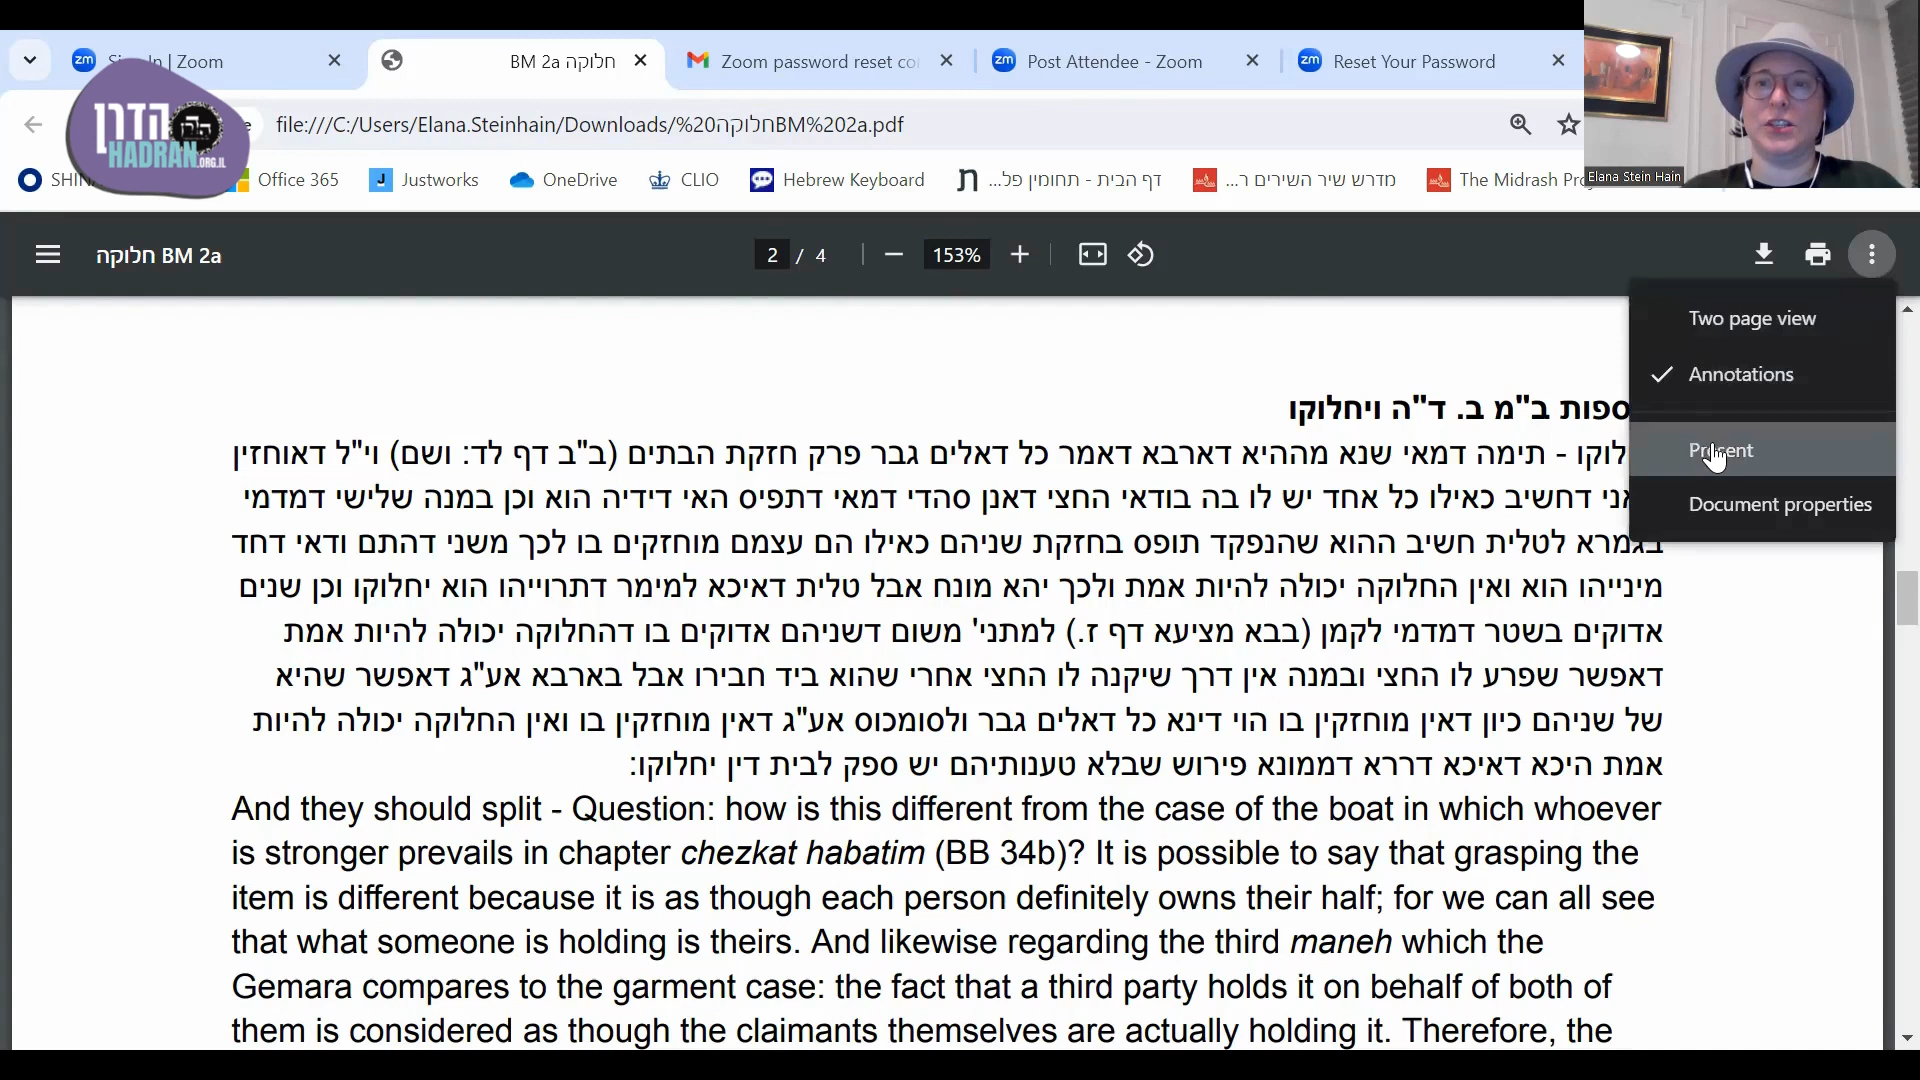 Sign In | Zoom
BM 2a חלוקה
Zoom password reset co
Post Attendee - Zoom
Reset Your Password
הדרן
HADRAN.ORG.IL
file:///C:/Users/Elana.Steinhain/Downloads/%20חלוקהBM%202a.pdf
Office 365
Justworks
OneDrive
CLIO
Hebrew Keyboard
דף הבית - תחומין פל...
מדרש שיר השירים ר...
The Midrash Pro
Elana Stein Hain
חלוקה BM 2a
2 / 4
153%
Two page view
Annotations
Present
Document properties
ספות ב"מ ב. ד"ה ויחלוקו
לוקו - תימה דמאי שנא מההיא דארבא דאמר כל דאלים גבר פרק חזקת הבתים (ב"ב דף לד: ושם) וי"ל דאוחזין
אני דחשיב כאילו כל אחד יש לו בה בודאי החצי דאנן סהדי דמאי דתפיס האי דידיה הוא וכן במנה שלישי דמדמי
בגמרא לטלית חשיב ההוא שהנפקד תופס בחזקת שניהם כאילו הם עצמם מוחזקים בו לכך משני דהתם ודאי דחד
מינייהו הוא ואין החלוקה יכולה להיות אמת ולכך יהא מונח אבל טלית דאיכא למימר דתרוייהו הוא יחלוקו וכן שנים
אדוקים בשטר דמדמי לקמן (בבא מציעא דף ז.) למתני' משום דשניהם אדוקים בו דהחלוקה יכולה להיות אמת
דאפשר שפרע לו החצי ובמנה אין דרך שיקנה לו החצי אחרי שהוא ביד חבירו אבל בארבא אע"ג דאפשר שהיא
של שניהם כיון דאין מוחזקין בו הוי דינא כל דאלים גבר ולסומכוס אע"ג דאין מוחזקין בו ואין החלוקה יכולה להיות
אמת היכא דאיכא דררא דממונא פירוש שבלא טענותיהם יש ספק לבית דין יחלוקו:
And they should split - Question: how is this different from the case of the boat in which whoever
is stronger prevails in chapter chezkat habatim (BB 34b)? It is possible to say that grasping the
item is different because it is as though each person definitely owns their half; for we can all see
that what someone is holding is theirs. And likewise regarding the third maneh which the
Gemara compares to the garment case: the fact that a third party holds it on behalf of both of
them is considered as though the claimants themselves are actually holding it. Therefore, the